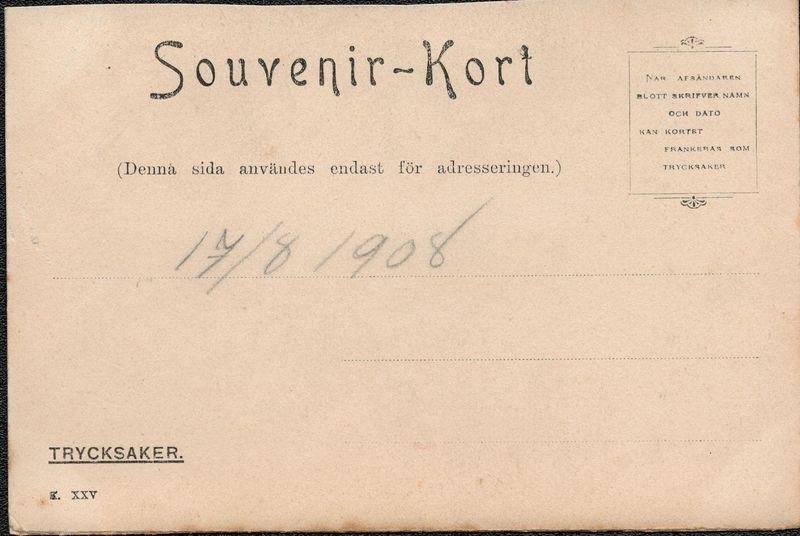 Souvenir-Kort
NÄR AFSÄNDAREN
BLOTT SKRIFVER NAMN
OCH DATO
KAN KORTET
FRANKERAS SOM
TRYCKSAKER
(Denna sida användes endast för adresseringen.)
17/8 1908
TRYCKSAKER.
K. XXV